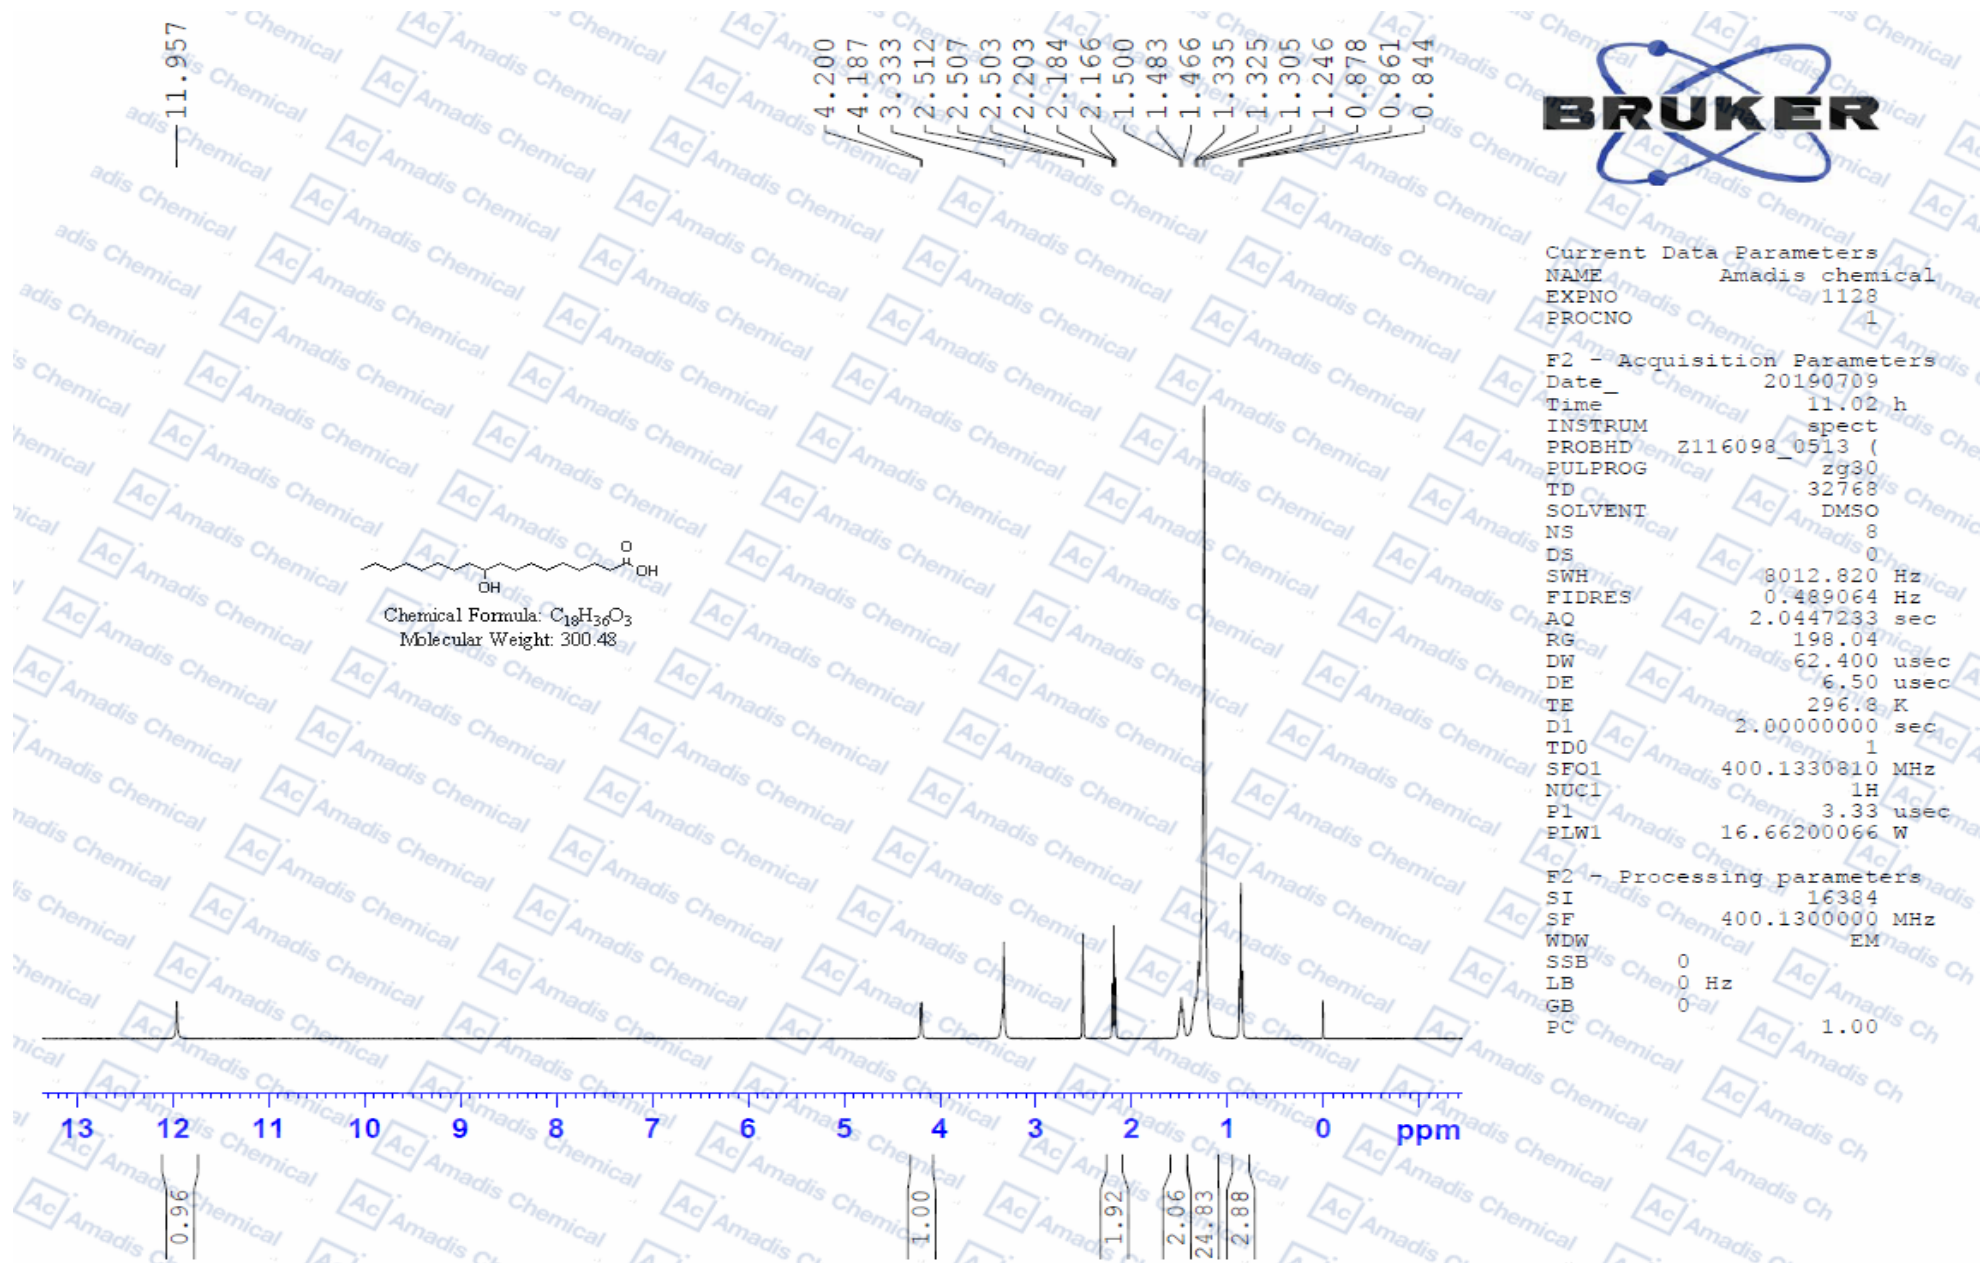 11.957
4.200
4.187
3.333
2.512
2.507
2.503
2.203
2.184
2.166
1.500
1.483
1.466
1.335
1.325
1.305
1.246
0.878
0.861
0.844
BRUKER
Current Data Parameters
NAME Amadis chemical
EXPNO 1128
PROCNO 1
F2 - Acquisition Parameters
Date_ 20190709
Time 11.02 h
INSTRUM spect
PROBHD Z116098_0513 (
PULPROG zg30
TD 32768
SOLVENT DMSO
NS 8
DS 0
SWH 8012.820 Hz
FIDRES 0.489064 Hz
AQ 2.0447233 sec
RG 198.04
DW 62.400 usec
DE 6.50 usec
TE 296.8 K
D1 2.00000000 sec
TD0 1
SFO1 400.1330810 MHz
NUC1 1H
P1 3.33 usec
PLW1 16.66200066 W
F2 - Processing parameters
SI 16384
SF 400.1300000 MHz
WDW EM
SSB 0
LB 0 Hz
GB 0
PC 1.00
O
OH
OH
Chemical Formula: C18H36O3
Molecular Weight: 300.48
13 12 11 10 9 8 7 6 5 4 3 2 1 0 ppm
0.96
1.00
1.92
2.06
24.83
2.88
Ac Amadis Chemical